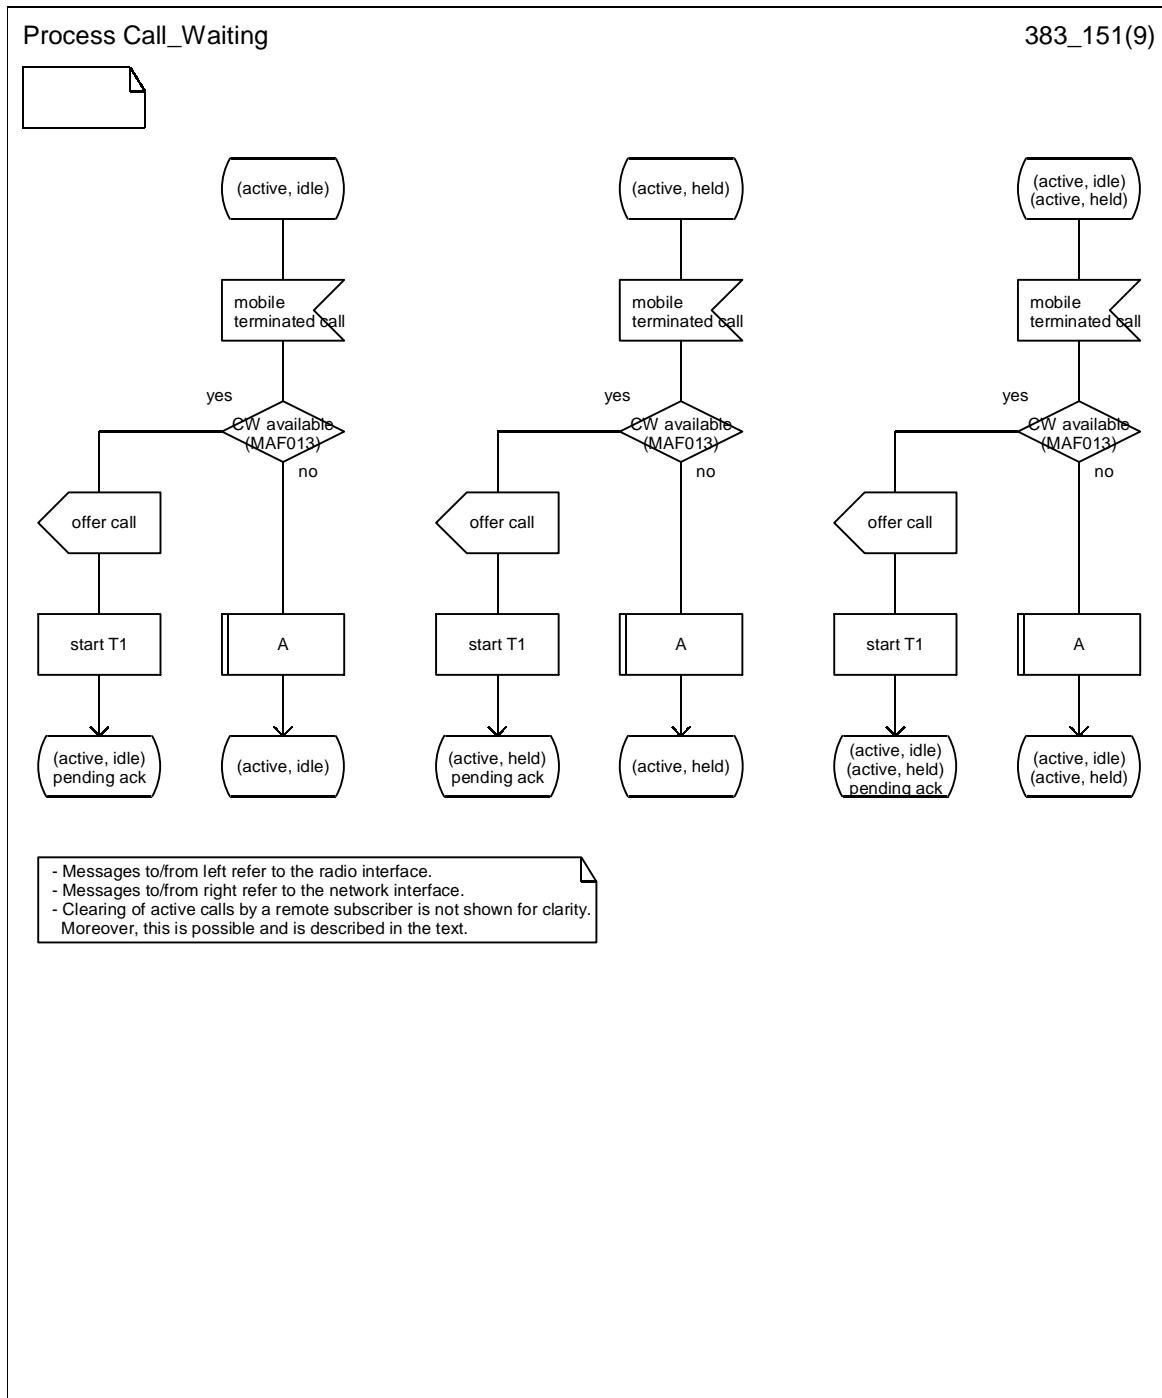 Process Call_Waiting
383_151(9)
(active, idle)
mobile
terminated call
yes
CW available
(MAF013)
no
offer call
start T1
A
(active, idle)
pending ack
(active, idle)
(active, held)
mobile
terminated call
yes
CW available
(MAF013)
no
offer call
start T1
A
(active, held)
pending ack
(active, held)
(active, idle)
(active, held)
mobile
terminated call
yes
CW available
(MAF013)
no
offer call
start T1
A
(active, idle)
(active, held)
pending ack
(active, idle)
(active, held)
- Messages to/from left refer to the radio interface.
- Messages to/from right refer to the network interface.
- Clearing of active calls by a remote subscriber is not shown for clarity.
Moreover, this is possible and is described in the text.